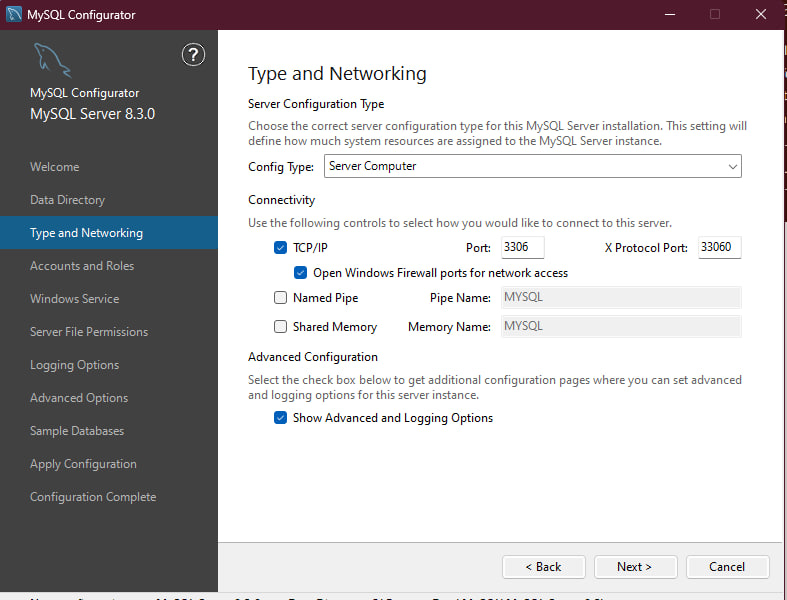 MySQL Configurator
?
MySQL Configurator
MySQL Server 8.3.0
Welcome
Data Directory
Type and Networking
Accounts and Roles
Windows Service
Server File Permissions
Logging Options
Advanced Options
Sample Databases
Apply Configuration
Configuration Complete
Type and Networking
Server Configuration Type
Choose the correct server configuration type for this MySQL Server installation. This setting will
define how much system resources are assigned to the MySQL Server instance.
Config Type: Server Computer
Connectivity
Use the following controls to select how you would like to connect to this server.
TCP/IP Port: 3306 X Protocol Port: 33060
Open Windows Firewall ports for network access
Named Pipe Pipe Name: MYSQL
Shared Memory Memory Name: MYSQL
Advanced Configuration
Select the check box below to get additional configuration pages where you can set advanced
and logging options for this server instance.
Show Advanced and Logging Options
< Back Next > Cancel